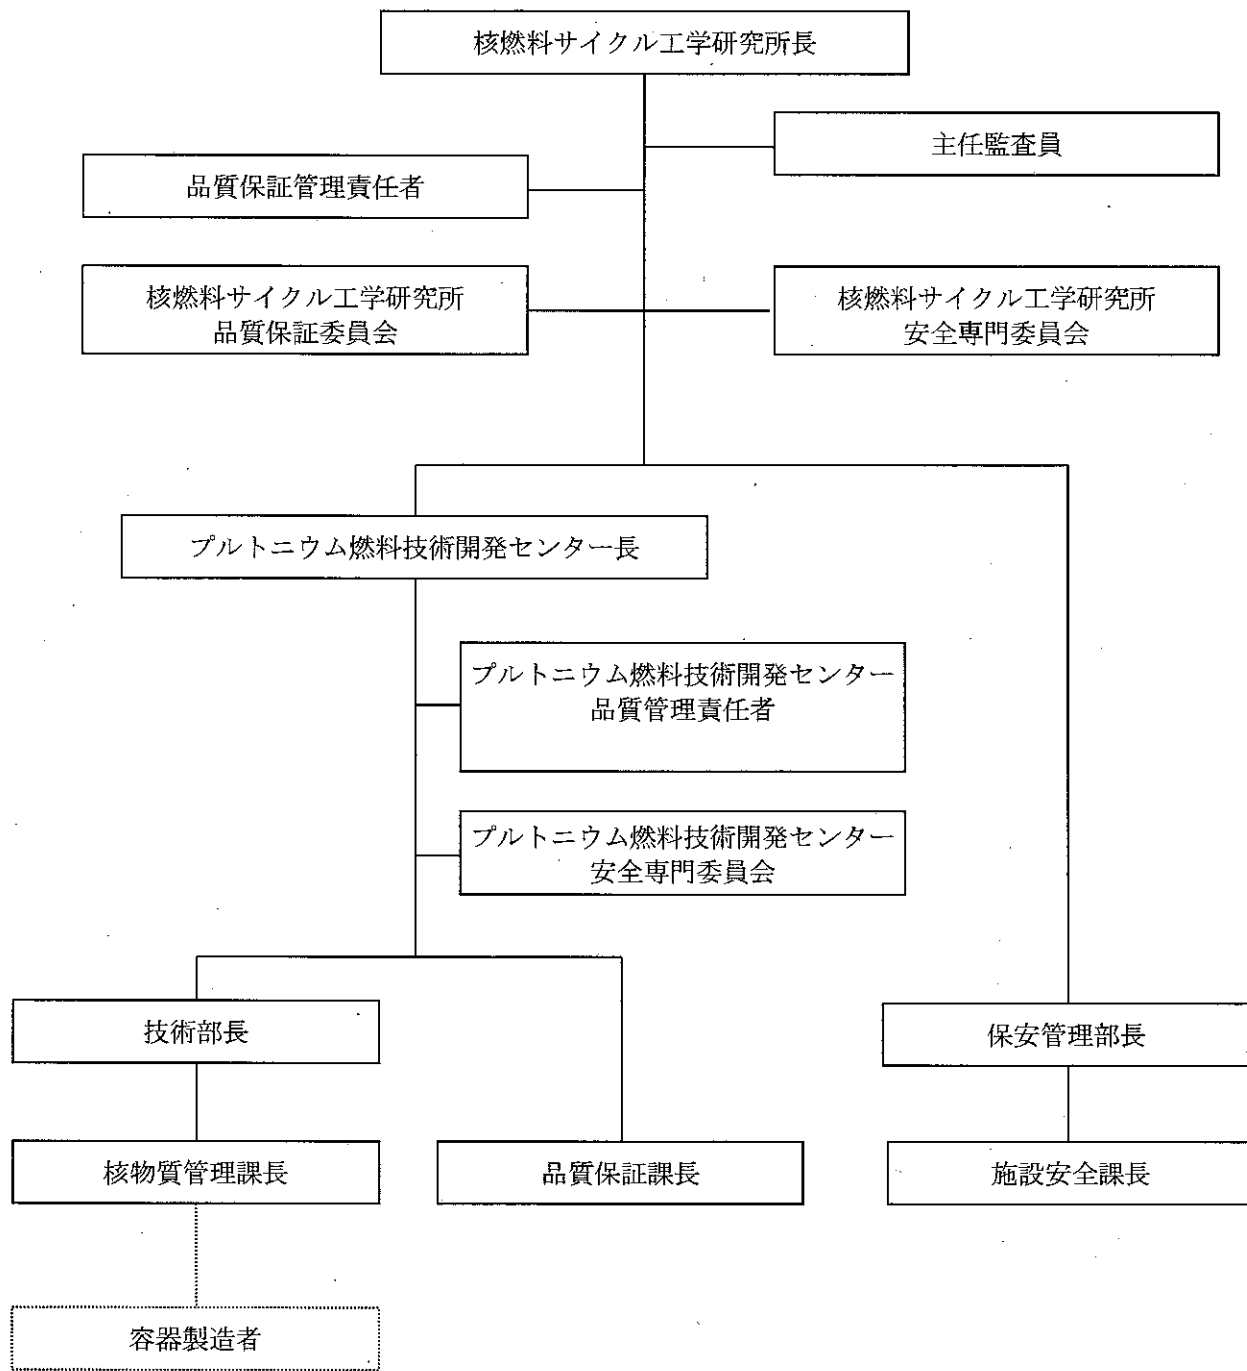 核燃料サイクル工学研究所長
主任監査員
品質保証管理責任者
核燃料サイクル工学研究所
品質保証委員会
核燃料サイクル工学研究所
安全専門委員会
プルトニウム燃料技術開発センター長
プルトニウム燃料技術開発センター
品質管理責任者
プルトニウム燃料技術開発センター
安全専門委員会
技術部長
保安管理部長
核物質管理課長
品質保証課長
施設安全課長
容器製造者